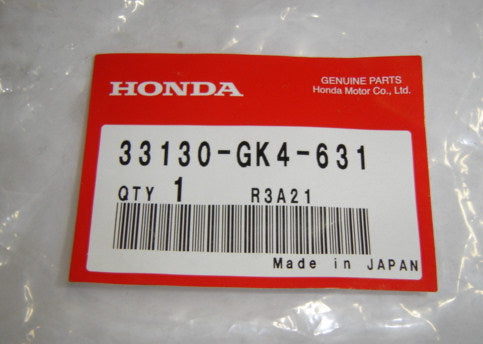 HONDA
GENUINE PARTS
Honda Motor Co., Ltd.
33130-GK4-631
QTY 1 R3A21
Made in JAPAN